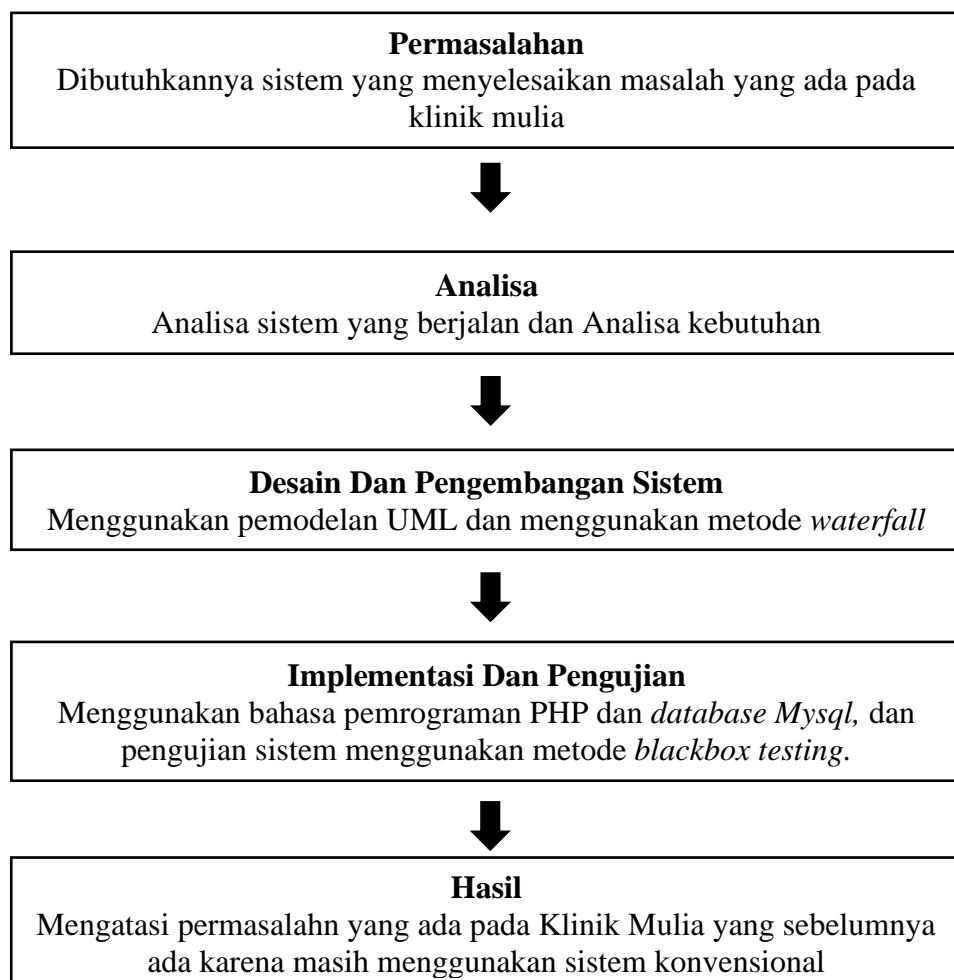 Permasalahan
Dibutuhkannya sistem yang menyelesaikan masalah yang ada pada
klinik mulia
Analisa
Analisa sistem yang berjalan dan Analisa kebutuhan
Desain Dan Pengembangan Sistem
Menggunakan pemodelan UML dan menggunakan metode waterfall
Implementasi Dan Pengujian
Menggunakan bahasa pemrograman PHP dan database Mysql, dan
pengujian sistem menggunakan metode blackbox testing.
Hasil
Mengatasi permasalahn yang ada pada Klinik Mulia yang sebelumnya
ada karena masih menggunakan sistem konvensional